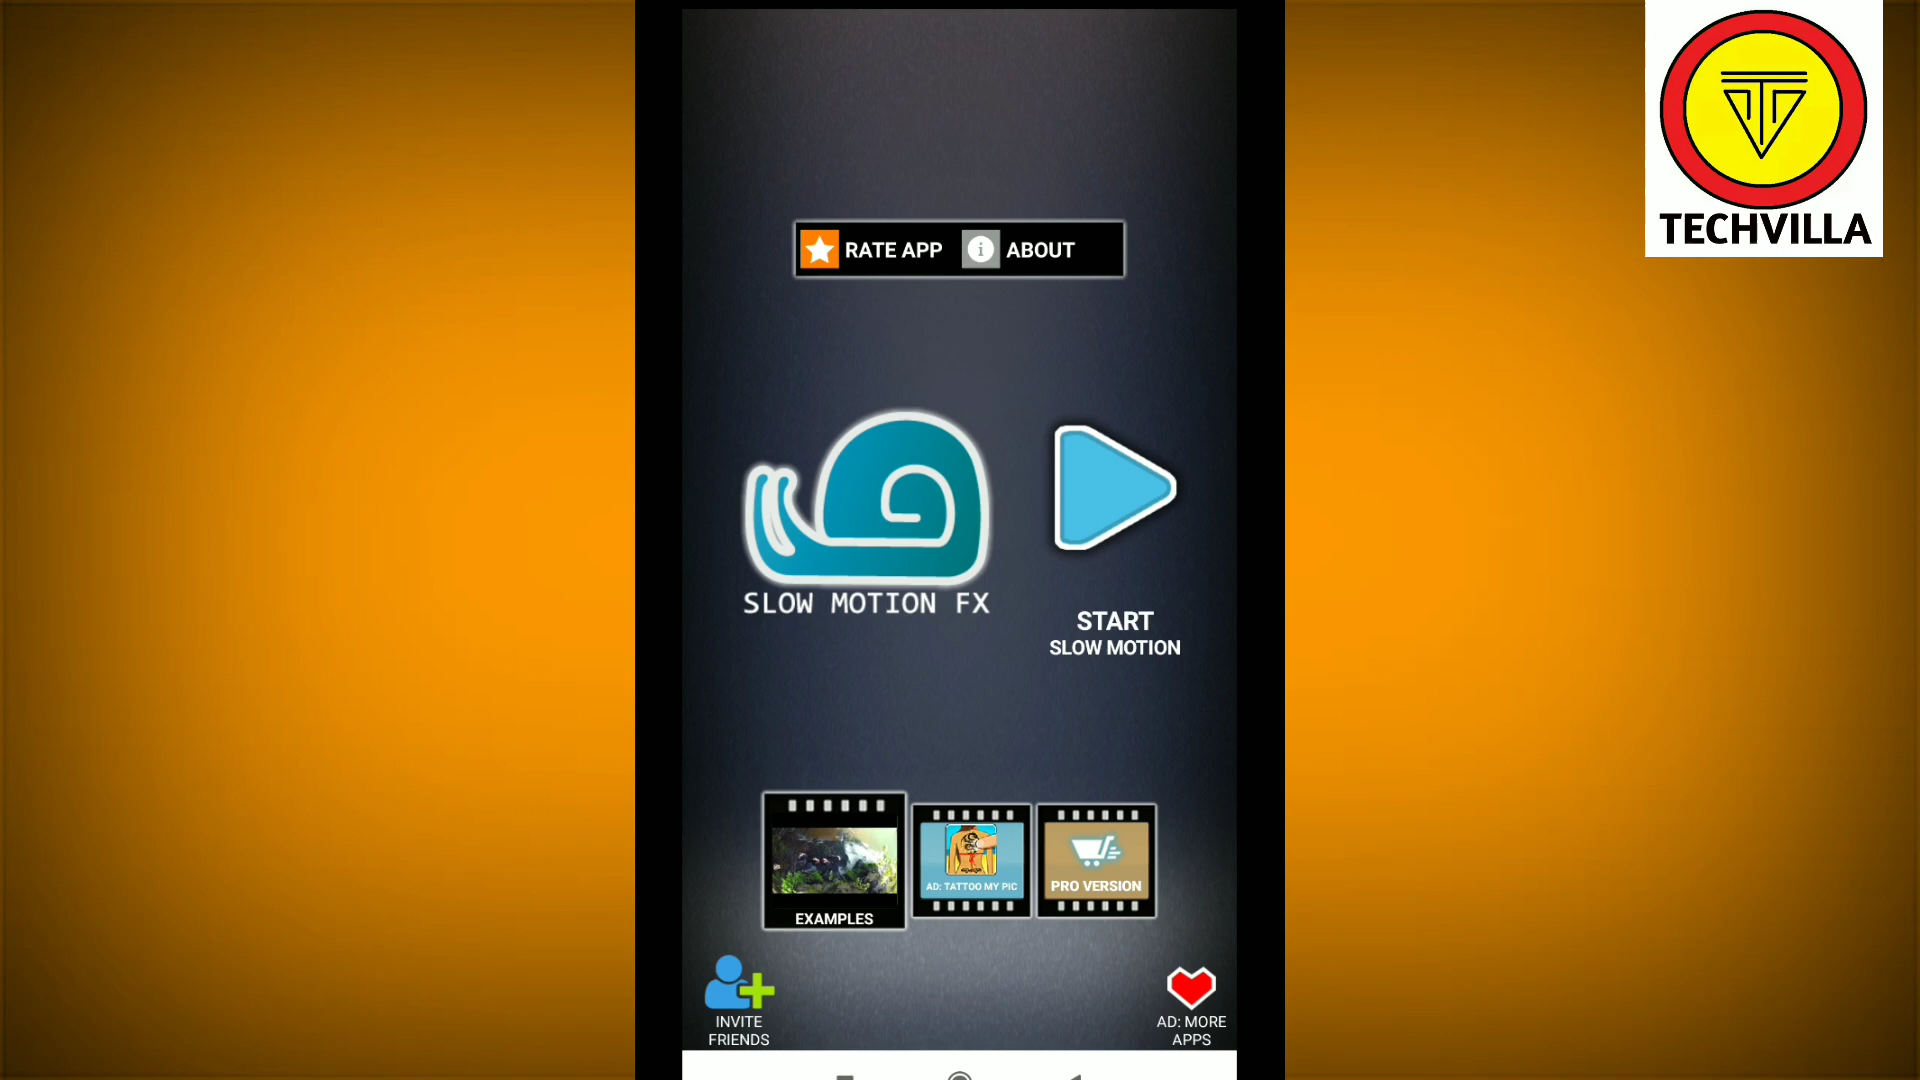 TECHVILLA
RATE APP
ABOUT
SLOW MOTION FX
START
SLOW MOTION
EXAMPLES
AD: TATTOO MY PIC
PRO VERSION
INVITE
FRIENDS
AD: MORE
APPS